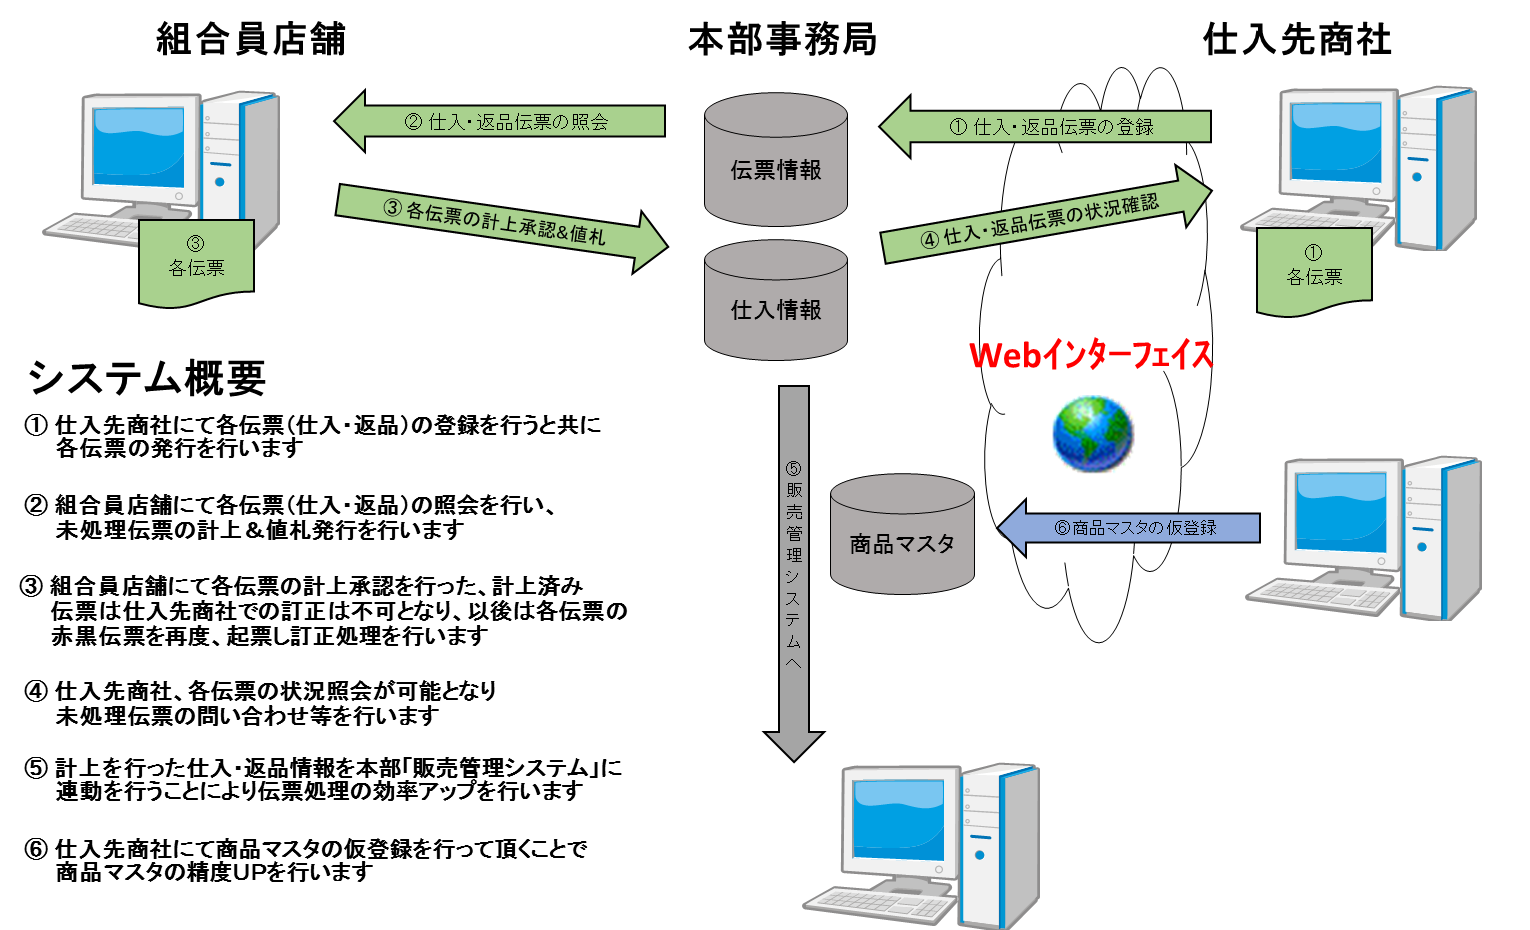 組合員店舗
本部事務局
仕入先商社
② 仕入・返品伝票の照会
① 仕入・返品伝票の登録
伝票情報
③ 各伝票の計上承認&値札
④ 仕入・返品伝票の状況確認
③
各伝票
①
各伝票
仕入情報
Webインターフェイス
システム概要
① 仕入先商社にて各伝票（仕入・返品）の登録を行うと共に
各伝票の発行を行います
② 組合員店舗にて各伝票（仕入・返品）の照会を行い、
未処理伝票の計上＆値札発行を行います
③ 組合員店舗にて各伝票の計上承認を行った、計上済み
伝票は仕入先商社での訂正は不可となり、以後は各伝票の
赤黒伝票を再度、起票し訂正処理を行います
④ 仕入先商社、各伝票の状況照会が可能となり
未処理伝票の問い合わせ等を行います
⑤ 計上を行った仕入・返品情報を本部「販売管理システム」に
連動を行うことにより伝票処理の効率アップを行います
⑥ 仕入先商社にて商品マスタの仮登録を行って頂くことで
商品マスタの精度UPを行います
⑤販売管理システムへ
商品マスタ
⑥商品マスタの仮登録